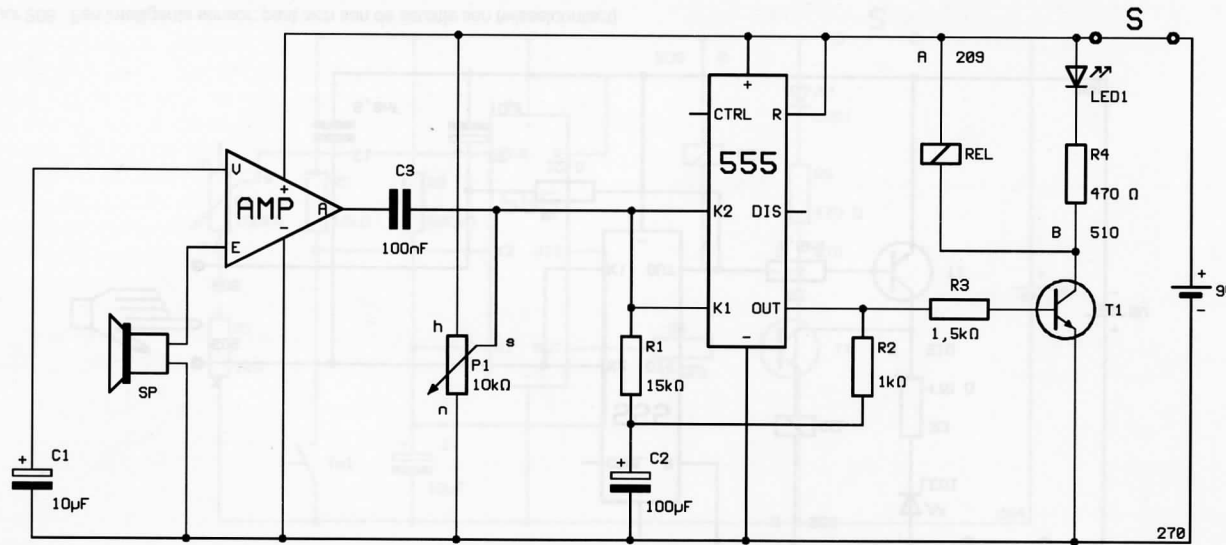 S
A 209
+
CTRL R
LED1
555
REL
V
C3
R4
+
AMP A
470 Ω
K2 DIS
-
100nF
B 510
E
+
R3
K1 OUT
T1
9
-
h
1,5kΩ
s
-
R1
R2
P1
10kΩ
15kΩ
1kΩ
SP
n
+ C1
+ C2
10µF
100µF
270